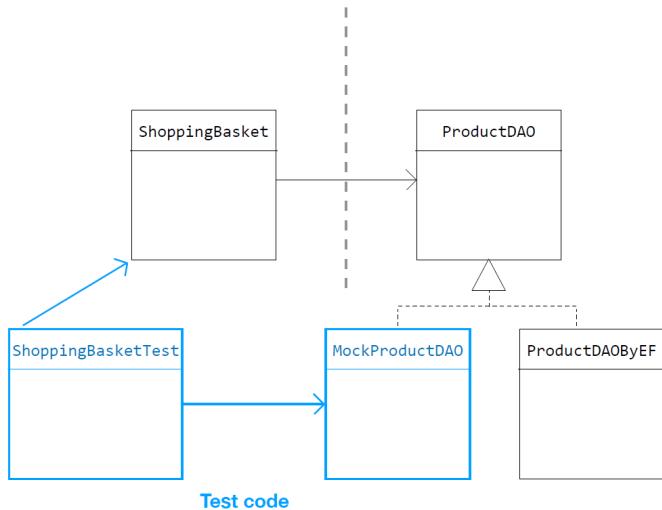 ShoppingBasket
ProductDAO
ShoppingBasketTest
MockProductDAO
ProductDAOByEF
Test code